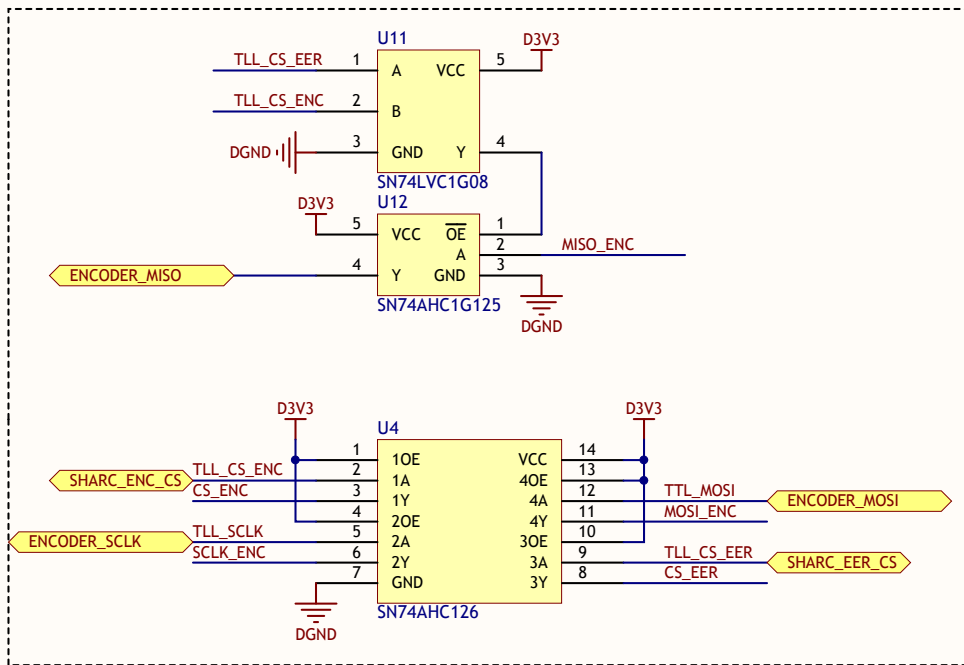 U11
D3V3
TLL_CS_EER 1 A VCC 5
TLL_CS_ENC 2 B
DGND 3 GND Y 4
SN74LVC1G08
U12
D3V3
5 VCC OE 1
A 2 MISO_ENC
ENCODER_MISO 4 Y GND 3
SN74AHC1G125
DGND
D3V3 D3V3
U4
1 1OE VCC 14
SHARC_ENC_CS TLL_CS_ENC 2 1A 4OE 13
CS_ENC 3 1Y 4A 12 TTL_MOSI ENCODER_MOSI
4 2OE 4Y 11 MOSI_ENC
ENCODER_SCLK TLL_SCLK 5 2A 3OE 10
SCLK_ENC 6 2Y 3A 9 TLL_CS_EER SHARC_EER_CS
7 GND 3Y 8 CS_EER
SN74AHC126
DGND